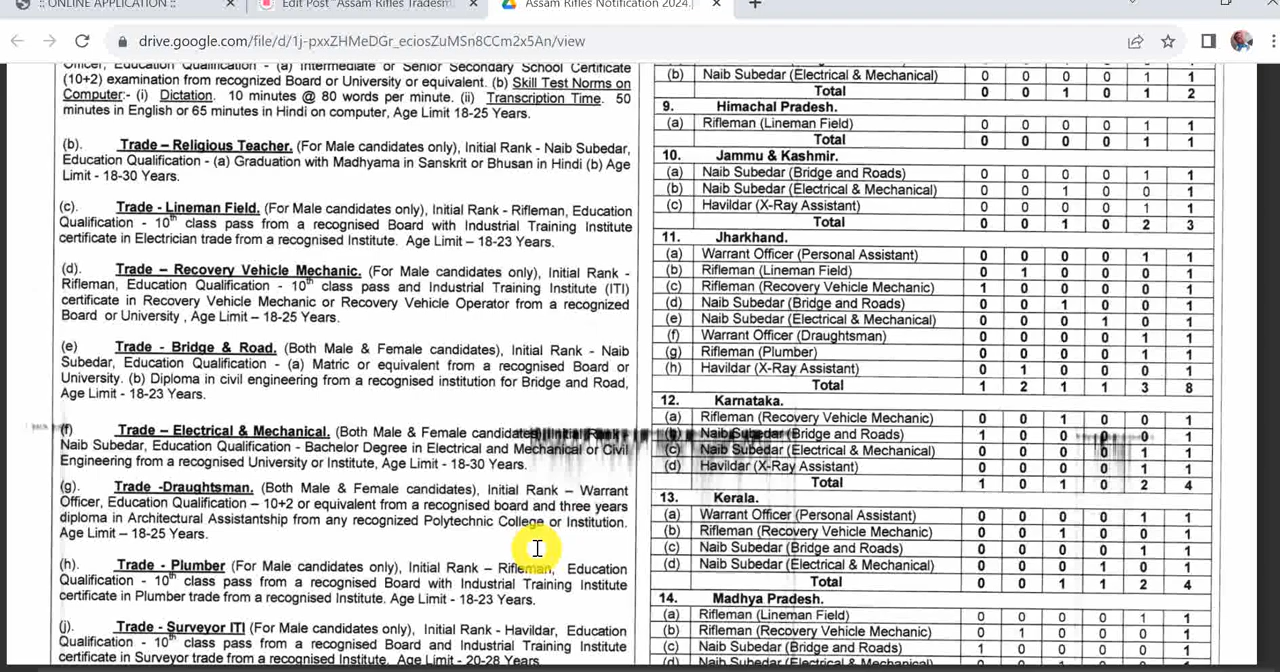 :: ONLINE APPLICATION ::
Edit Post "Assam Rifles Tradesm
Assam Rifles Notification 2024.
drive.google.com/file/d/1j-pxxZHMeDGr_eciosZuMSn8CCm2x5An/view
Officer, Education Qualification - (a) Intermediate or Senior Secondary School Certificate
(10+2) examination from recognized Board or University or equivalent. (b) Skill Test Norms on
Computer:- (i) Dictation. 10 minutes @ 80 words per minute. (ii) Transcription Time. 50
minutes in English or 65 minutes in Hindi on computer, Age Limit 18-25 Years.
(b). Trade – Religious Teacher. (For Male candidates only), Initial Rank - Naib Subedar,
Education Qualification - (a) Graduation with Madhyama in Sanskrit or Bhusan in Hindi (b) Age
Limit - 18-30 Years.
(c). Trade - Lineman Field. (For Male candidates only), Initial Rank - Rifleman, Education
Qualification - 10th class pass from a recognised Board with Industrial Training Institute
certificate in Electrician trade from a recognised Institute. Age Limit – 18-23 Years.
(d). Trade – Recovery Vehicle Mechanic. (For Male candidates only), Initial Rank -
Rifleman, Education Qualification - 10th class pass and Industrial Training Institute (ITI)
certificate in Recovery Vehicle Mechanic or Recovery Vehicle Operator from a recognized
Board or University , Age Limit – 18-25 Years.
(e) Trade - Bridge & Road. (Both Male & Female candidates), Initial Rank - Naib
Subedar, Education Qualification - (a) Matric or equivalent from a recognised Board or
University. (b) Diploma in civil engineering from a recognised institution for Bridge and Road,
Age Limit - 18-23 Years.
(f) Trade – Electrical & Mechanical. (Both Male & Female candidates), Initial Rank -
Naib Subedar, Education Qualification - Bachelor Degree in Electrical and Mechanical or Civil
Engineering from a recognised University or Institute, Age Limit - 18-30 Years.
(g). Trade -Draughtsman. (Both Male & Female candidates), Initial Rank – Warrant
Officer, Education Qualification – 10+2 or equivalent from a recognised board and three years
diploma in Architectural Assistantship from any recognized Polytechnic College or Institution.
Age Limit – 18-25 Years.
(h). Trade - Plumber (For Male candidates only), Initial Rank – Rifleman, Education
Qualification - 10th class pass from a recognised Board with Industrial Training Institute
certificate in Plumber trade from a recognised Institute. Age Limit - 18-23 Years.
(j). Trade - Surveyor ITI (For Male candidates only), Initial Rank - Havildar, Education
Qualification - 10th class pass from a recognised Board and Industrial Training Institute
certificate in Surveyor trade from a recognised Institute. Age Limit - 20-28 Years.
(b) Naib Subedar (Electrical & Mechanical) 0 0 0 0 1 1
Total 0 0 1 0 1 2
9. Himachal Pradesh.
(a) Rifleman (Lineman Field) 0 0 0 0 1 1
Total 0 0 0 0 1 1
10. Jammu & Kashmir.
(a) Naib Subedar (Bridge and Roads) 0 0 0 0 1 1
(b) Naib Subedar (Electrical & Mechanical) 0 0 1 0 0 1
(c) Havildar (X-Ray Assistant) 0 0 0 0 1 1
Total 0 0 1 0 2 3
11. Jharkhand.
(a) Warrant Officer (Personal Assistant) 0 0 0 0 1 1
(b) Rifleman (Lineman Field) 0 1 0 0 0 1
(c) Rifleman (Recovery Vehicle Mechanic) 1 0 0 0 0 1
(d) Naib Subedar (Bridge and Roads) 0 0 1 0 0 1
(e) Naib Subedar (Electrical & Mechanical) 0 0 0 1 0 1
(f) Warrant Officer (Draughtsman) 0 0 0 0 1 1
(g) Rifleman (Plumber) 0 0 0 0 1 1
(h) Havildar (X-Ray Assistant) 0 1 0 0 0 1
Total 1 2 1 1 3 8
12. Karnataka.
(a) Rifleman (Recovery Vehicle Mechanic) 0 0 1 0 0 1
Naib Subedar (Bridge and Roads) 1 0 0 0 1
(c) Naib Subedar (Electrical & Mechanical) 0 0 0 0 1 1
(d) Havildar (X-Ray Assistant) 0 0 0 0 1 1
Total 1 0 1 0 2 4
13. Kerala.
(a) Warrant Officer (Personal Assistant) 0 0 0 0 1 1
(b) Rifleman (Recovery Vehicle Mechanic) 0 0 1 0 0 1
(c) Naib Subedar (Bridge and Roads) 0 0 0 0 1 1
(d) Naib Subedar (Electrical & Mechanical) 0 0 0 1 0 1
Total 0 0 1 1 2 4
14. Madhya Pradesh.
(a) Rifleman (Lineman Field) 0 0 0 0 1 1
(b) Rifleman (Recovery Vehicle Mechanic) 0 1 0 0 0 1
(c) Naib Subedar (Bridge and Roads) 1 0 0 0 0 1
(d) Naib Subedar (Electrical & Mechanical)